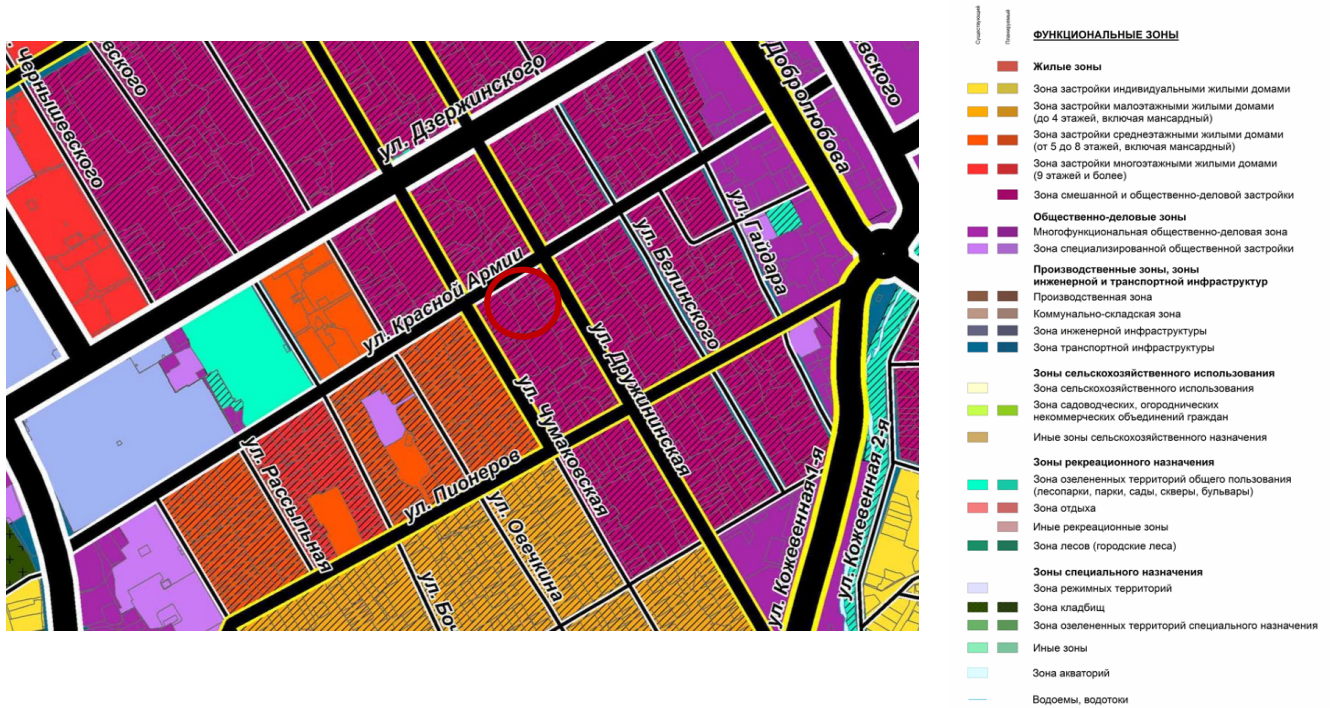 Чернышевского
вского
ул. Дзержинского
Добролюбова
евского
ул. Гайдара
ул. Белинского
ул. Красной Армии
ул. Дружининская
ул. Чумаковская
ул. Рассыльная
ул. Пионеров
ул. Овечкина
ул. Боч
ул. Кожевенная 1-я
ул. Кожевенная 2-я
Существующий
Планируемый
ФУНКЦИОНАЛЬНЫЕ ЗОНЫ
Жилые зоны
Зона застройки индивидуальными жилыми домами
Зона застройки малоэтажными жилыми домами
(до 4 этажей, включая мансардный)
Зона застройки среднеэтажными жилыми домами
(от 5 до 8 этажей, включая мансардный)
Зона застройки многоэтажными жилыми домами
(9 этажей и более)
Зона смешанной и общественно-деловой застройки
Общественно-деловые зоны
Многофункциональная общественно-деловая зона
Зона специализированной общественной застройки
Производственные зоны, зоны
инженерной и транспортной инфраструктур
Производственная зона
Коммунально-складская зона
Зона инженерной инфраструктуры
Зона транспортной инфраструктуры
Зоны сельскохозяйственного использования
Зона сельскохозяйственного использования
Зона садоводческих, огороднических
некоммерческих объединений граждан
Иные зоны сельскохозяйственного назначения
Зоны рекреационного назначения
Зона озелененных территорий общего пользования
(лесопарки, парки, сады, скверы, бульвары)
Зона отдыха
Иные рекреационные зоны
Зона лесов (городские леса)
Зоны специального назначения
Зона режимных территорий
Зона кладбищ
Зона озелененных территорий специального назначения
Иные зоны
Зона акваторий
Водоемы, водотоки